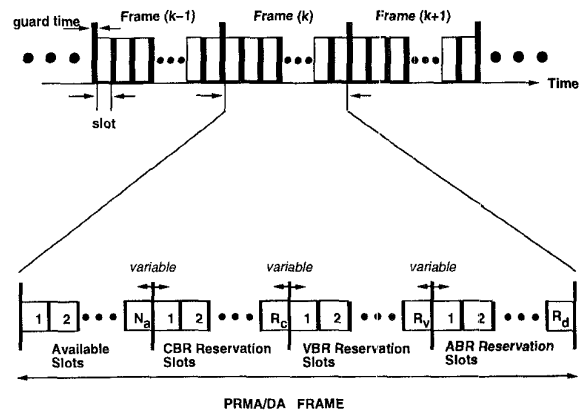 guard time Frame (k-1) Frame (k) Frame (k+1)
Time
slot
variable variable variable
1 2 Na 1 2 Rc 1 2 Rv 1 2 Rd
Available Slots
CBR Reservation Slots
VBR Reservation Slots
ABR Reservation Slots
PRMA/DA FRAME